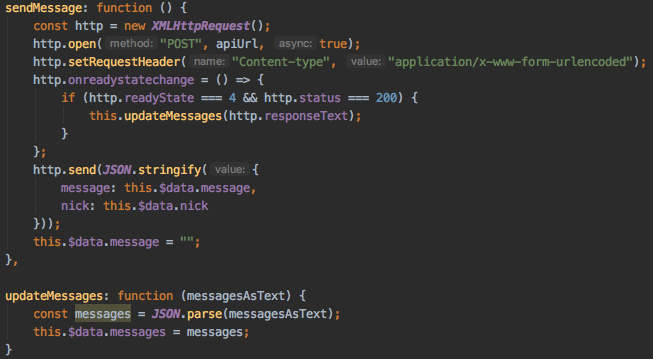 sendMessage: function () {
    const http = new XMLHttpRequest();
    http.open( method: "POST", apiUrl, async: true);
    http.setRequestHeader( name: "Content-type", value: "application/x-www-form-urlencoded");
    http.onreadystatechange = () => {
        if (http.readyState === 4 && http.status === 200) {
            this.updateMessages(http.responseText);
        }
    };
    http.send(JSON.stringify( value: {
        message: this.$data.message,
        nick: this.$data.nick
    }));
    this.$data.message = "";
},

updateMessages: function (messagesAsText) {
    const messages = JSON.parse(messagesAsText);
    this.$data.messages = messages;
}